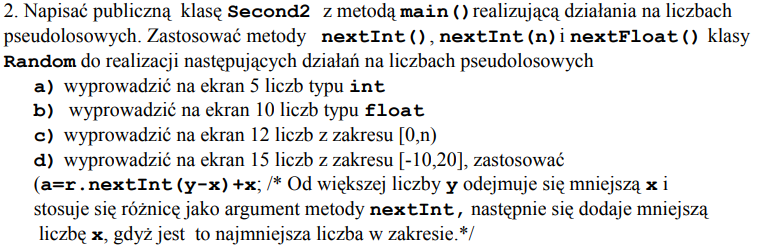 2. Napisać publiczną klasę Second2 z metodą main() realizującą działania na liczbach
pseudolosowych. Zastosować metody nextInt(), nextInt(n) i nextFloat() klasy
Random do realizacji następujących działań na liczbach pseudolosowych
a) wyprowadzić na ekran 5 liczb typu int
b) wyprowadzić na ekran 10 liczb typu float
c) wyprowadzić na ekran 12 liczb z zakresu [0,n)
d) wyprowadzić na ekran 15 liczb z zakresu [-10,20], zastosować
(a=r.nextInt(y-x)+x; /* Od większej liczby y odejmuje się mniejszą x i
stosuje się różnicę jako argument metody nextInt, następnie się dodaje mniejszą
liczbę x, gdyż jest to najmniejsza liczba w zakresie.*/